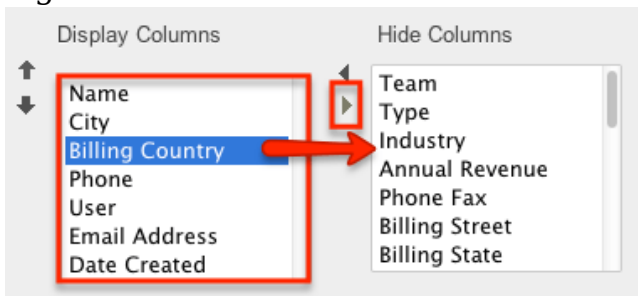 Display Columns
Hide Columns
Name
City
Billing Country
Phone
User
Email Address
Date Created
Team
Type
Industry
Annual Revenue
Phone Fax
Billing Street
Billing State